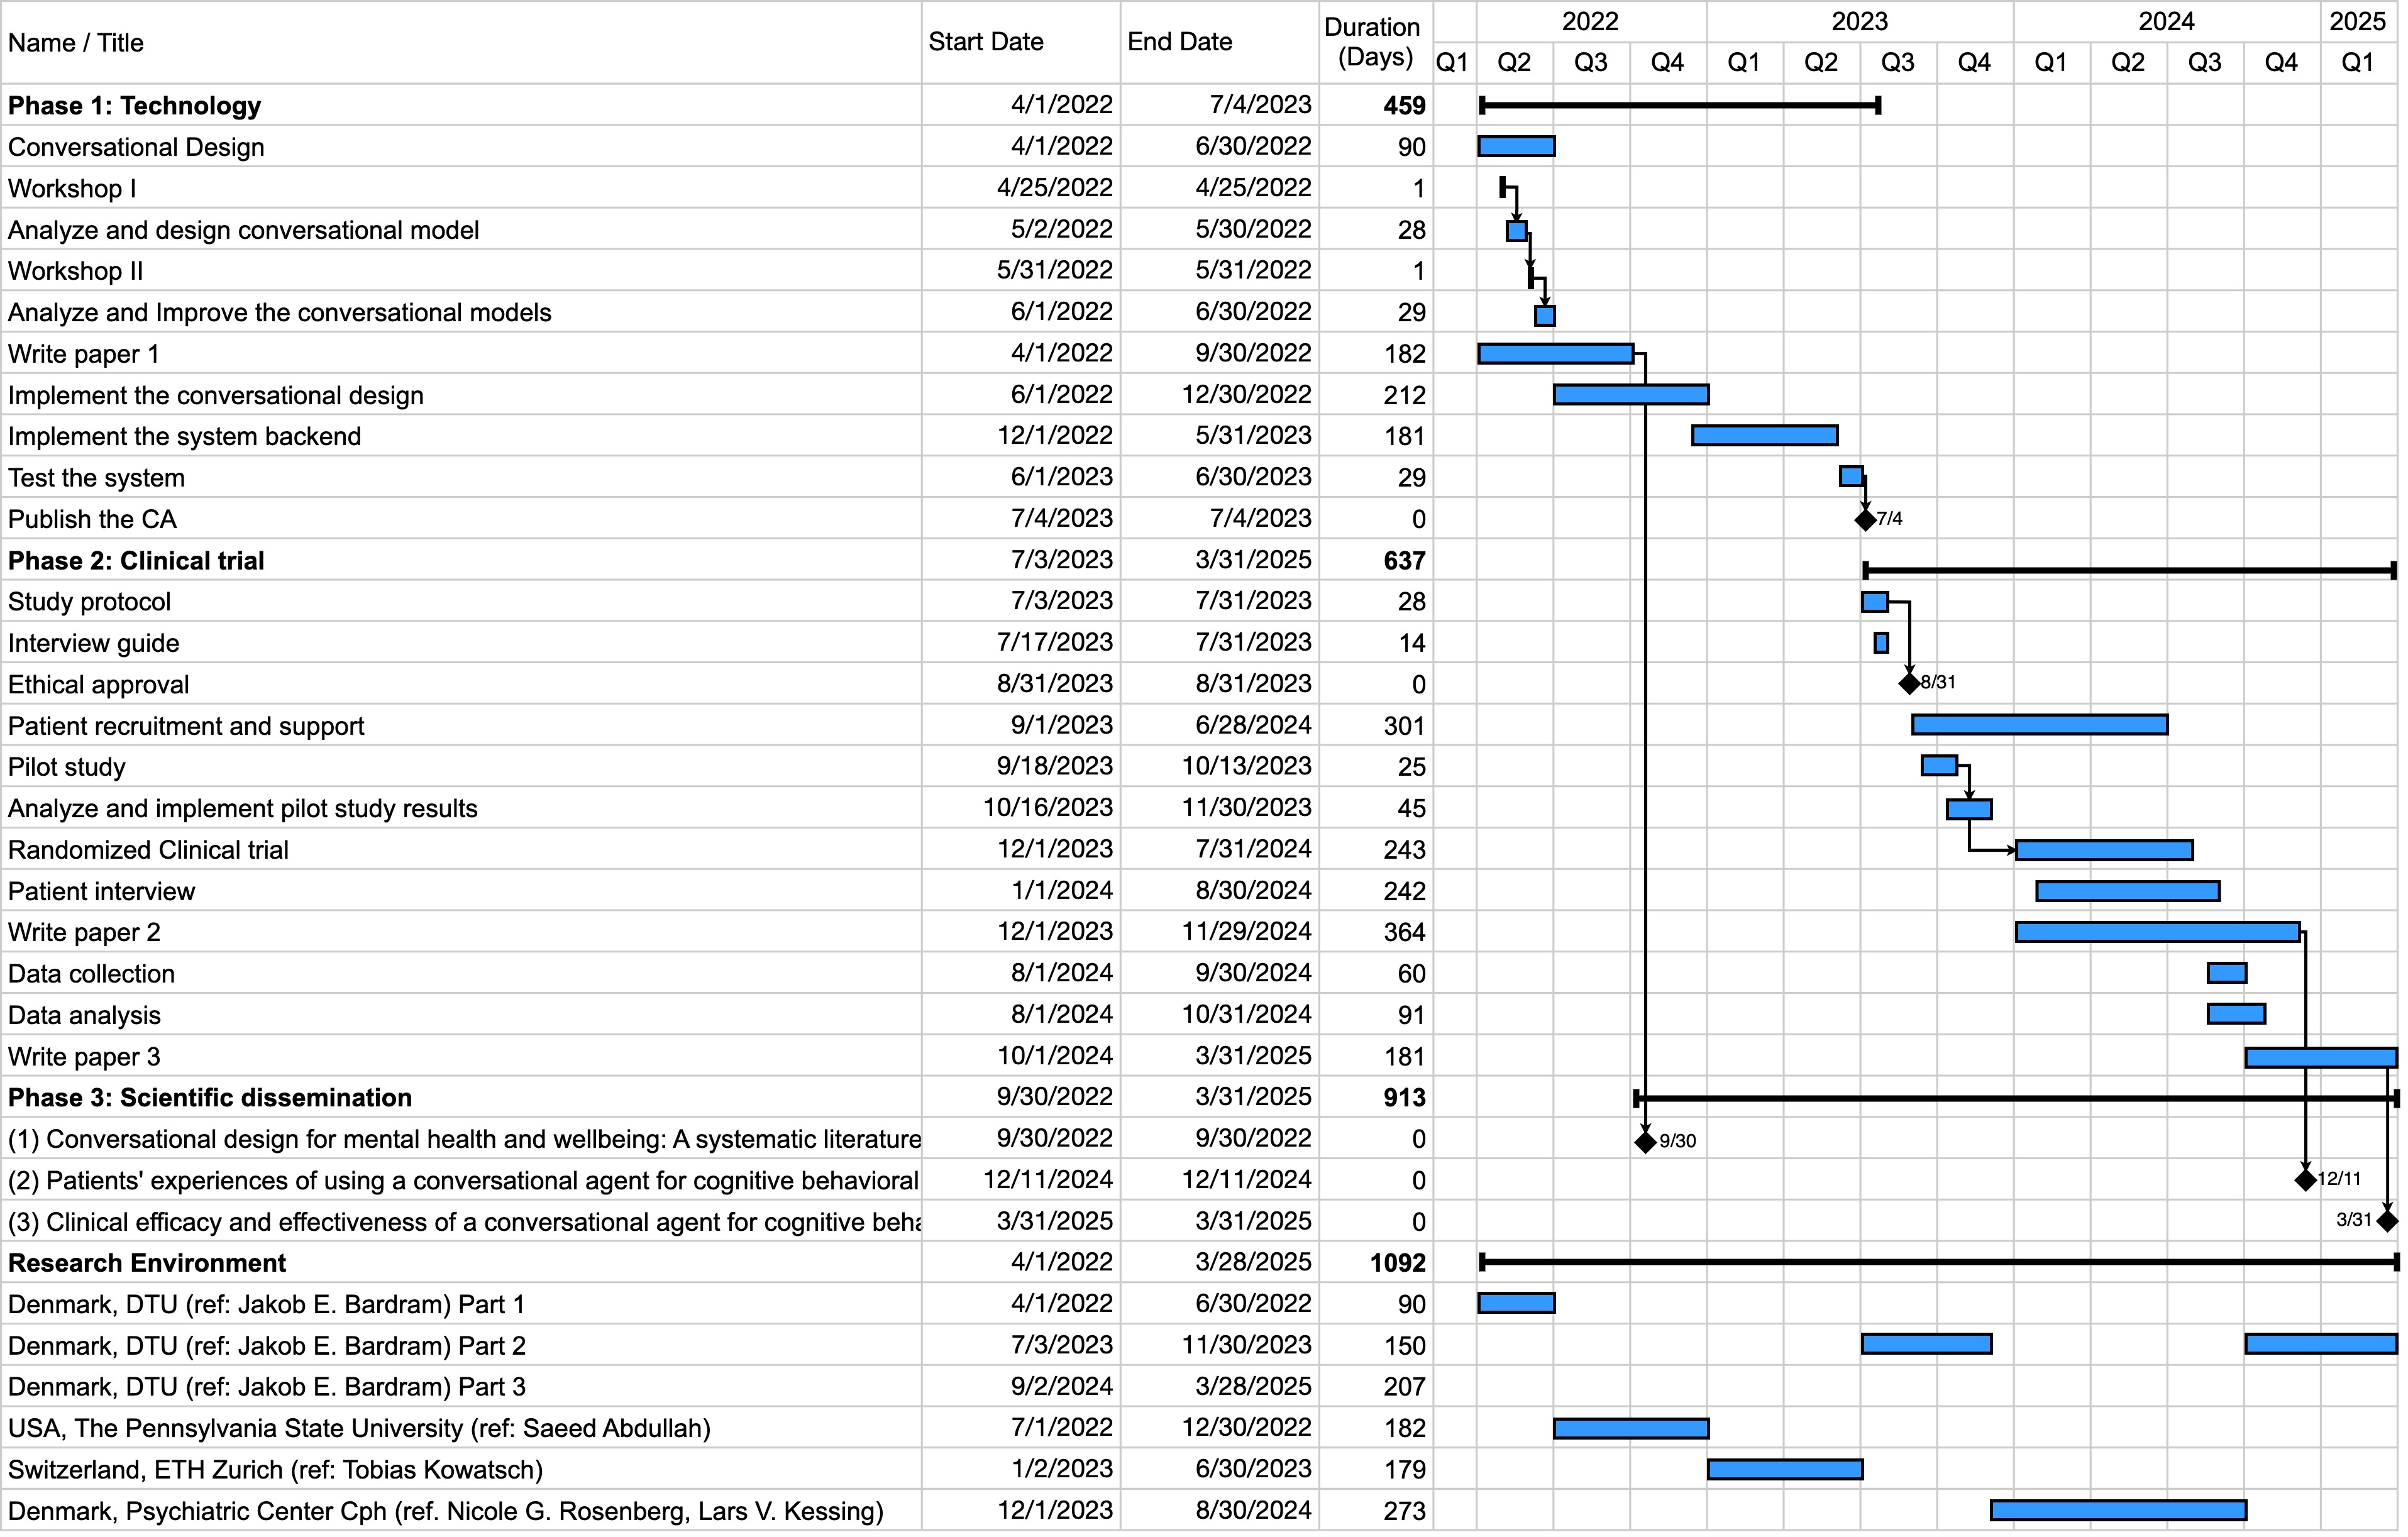 Name / Title Start Date End Date Duration (Days) 2022 2023 2024 2025
Q1 Q2 Q3 Q4 Q1 Q2 Q3 Q4 Q1 Q2 Q3 Q4 Q1
Phase 1: Technology 4/1/2022 7/4/2023 459
Conversational Design 4/1/2022 6/30/2022 90
Workshop I 4/25/2022 4/25/2022 1
Analyze and design conversational model 5/2/2022 5/30/2022 28
Workshop II 5/31/2022 5/31/2022 1
Analyze and Improve the conversational models 6/1/2022 6/30/2022 29
Write paper 1 4/1/2022 9/30/2022 182
Implement the conversational design 6/1/2022 12/30/2022 212
Implement the system backend 12/1/2022 5/31/2023 181
Test the system 6/1/2023 6/30/2023 29
Publish the CA 7/4/2023 7/4/2023 0 7/4
Phase 2: Clinical trial 7/3/2023 3/31/2025 637
Study protocol 7/3/2023 7/31/2023 28
Interview guide 7/17/2023 7/31/2023 14
Ethical approval 8/31/2023 8/31/2023 0 8/31
Patient recruitment and support 9/1/2023 6/28/2024 301
Pilot study 9/18/2023 10/13/2023 25
Analyze and implement pilot study results 10/16/2023 11/30/2023 45
Randomized Clinical trial 12/1/2023 7/31/2024 243
Patient interview 1/1/2024 8/30/2024 242
Write paper 2 12/1/2023 11/29/2024 364
Data collection 8/1/2024 9/30/2024 60
Data analysis 8/1/2024 10/31/2024 91
Write paper 3 10/1/2024 3/31/2025 181
Phase 3: Scientific dissemination 9/30/2022 3/31/2025 913
(1) Conversational design for mental health and wellbeing: A systematic literature 9/30/2022 9/30/2022 0 9/30
(2) Patients' experiences of using a conversational agent for cognitive behavioral 12/11/2024 12/11/2024 0 12/11
(3) Clinical efficacy and effectiveness of a conversational agent for cognitive beha 3/31/2025 3/31/2025 0 3/31
Research Environment 4/1/2022 3/28/2025 1092
Denmark, DTU (ref: Jakob E. Bardram) Part 1 4/1/2022 6/30/2022 90
Denmark, DTU (ref: Jakob E. Bardram) Part 2 7/3/2023 11/30/2023 150
Denmark, DTU (ref: Jakob E. Bardram) Part 3 9/2/2024 3/28/2025 207
USA, The Pennsylvania State University (ref: Saeed Abdullah) 7/1/2022 12/30/2022 182
Switzerland, ETH Zurich (ref: Tobias Kowatsch) 1/2/2023 6/30/2023 179
Denmark, Psychiatric Center Cph (ref. Nicole G. Rosenberg, Lars V. Kessing) 12/1/2023 8/30/2024 273